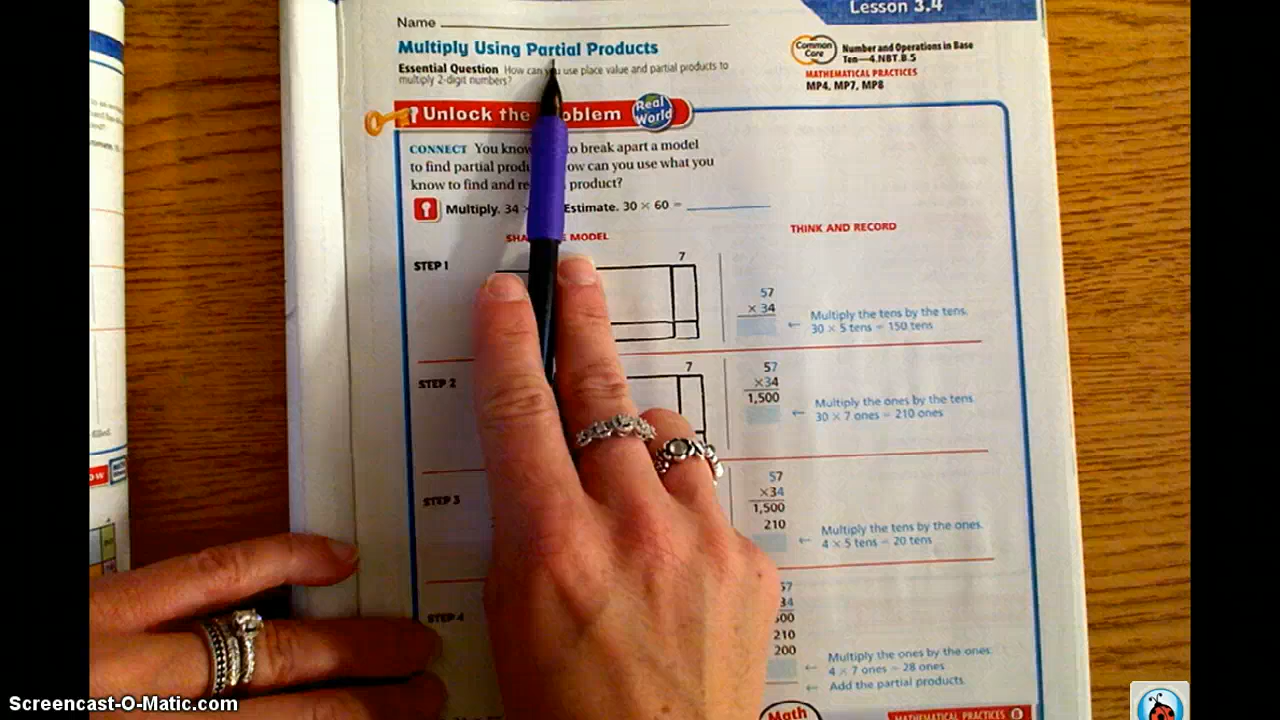 Lesson 3.4
Name
Multiply Using Partial Products
Common Core
Number and Operations in Base
Ten—4.NBT.B.5
MATHEMATICAL PRACTICES
MP4, MP7, MP8
Essential Question How can you use place value and partial products to
multiply 2-digit numbers?
Unlock the Problem
Real World
CONNECT You know to break apart a model
to find partial How can you use what you
know to find and product?
Multiply. 34 × Estimate. 30 × 60 =
MODEL
THINK AND RECORD
STEP 1
7
57
× 34
Multiply the tens by the tens.
30 × 5 tens = 150 tens
STEP 2
7
57
×34
1,500
Multiply the ones by the tens.
30 × 7 ones = 210 ones
STEP 3
57
×34
1,500
210
Multiply the tens by the ones.
4 × 5 tens = 20 tens
STEP 4
210
200
Multiply the ones by the ones.
4 × 7 ones = 28 ones
Add the partial products.
Math
MATHEMATICAL PRACTICES
Screencast-O-Matic.com